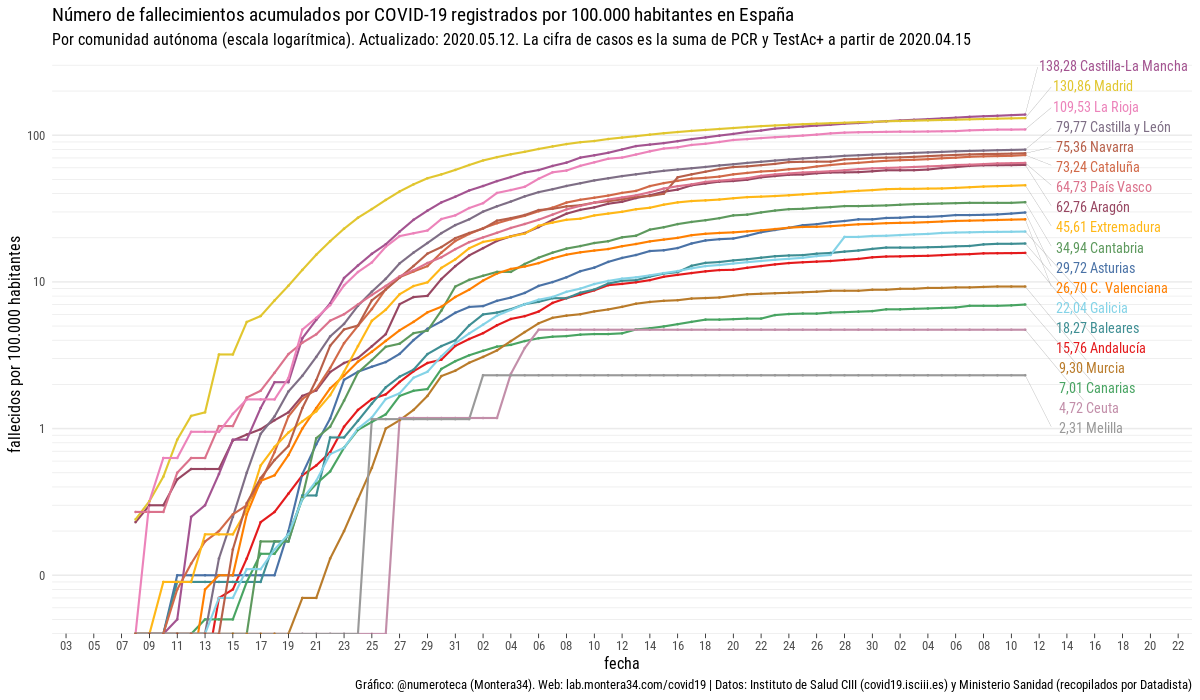 Número de fallecimientos acumulados por COVID-19 registrados por 100.000 habitantes en España
Por comunidad autónoma (escala logarítmica). Actualizado: 2020.05.12. La cifra de casos es la suma de PCR y TestAc+ a partir de 2020.04.15
138,28 Castilla-La Mancha
130,86 Madrid
109,53 La Rioja
79,77 Castilla y León
75,36 Navarra
73,24 Cataluña
64,73 País Vasco
62,76 Aragón
45,61 Extremadura
34,94 Cantabria
29,72 Asturias
26,70 C. Valenciana
22,04 Galicia
18,27 Baleares
15,76 Andalucía
9,30 Murcia
7,01 Canarias
4,72 Ceuta
2,31 Melilla
100
10
1
0
fallecidos por 100.000 habitantes
03 05 07 09 11 13 15 17 19 21 23 25 27 29 31 02 04 06 08 10 12 14 16 18 20 22 24 26 28 30 02 04 06 08 10 12 14 16 18 20 22
fecha
Gráfico: @numeroteca (Montera34). Web: lab.montera34.com/covid19 | Datos: Instituto de Salud CIII (covid19.isciii.es) y Ministerio Sanidad (recopilados por Datadista)